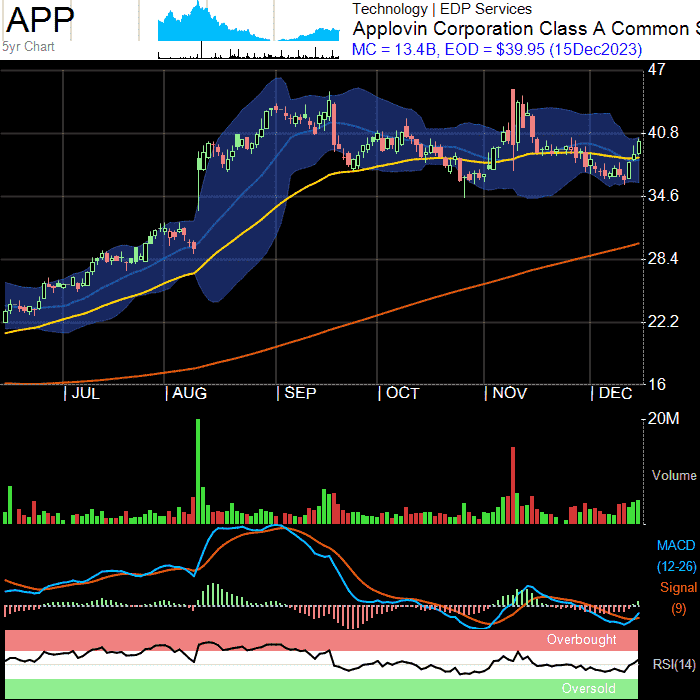 APP
5yr Chart
Technology | EDP Services
Applovin Corporation Class A Common S
MC = 13.4B, EOD = $39.95 (15Dec2023)
47
40.8
34.6
28.4
22.2
16
JUL AUG SEP OCT NOV DEC
20M
Volume
MACD
(12-26)
Signal
(9)
Overbought
RSI(14)
Oversold